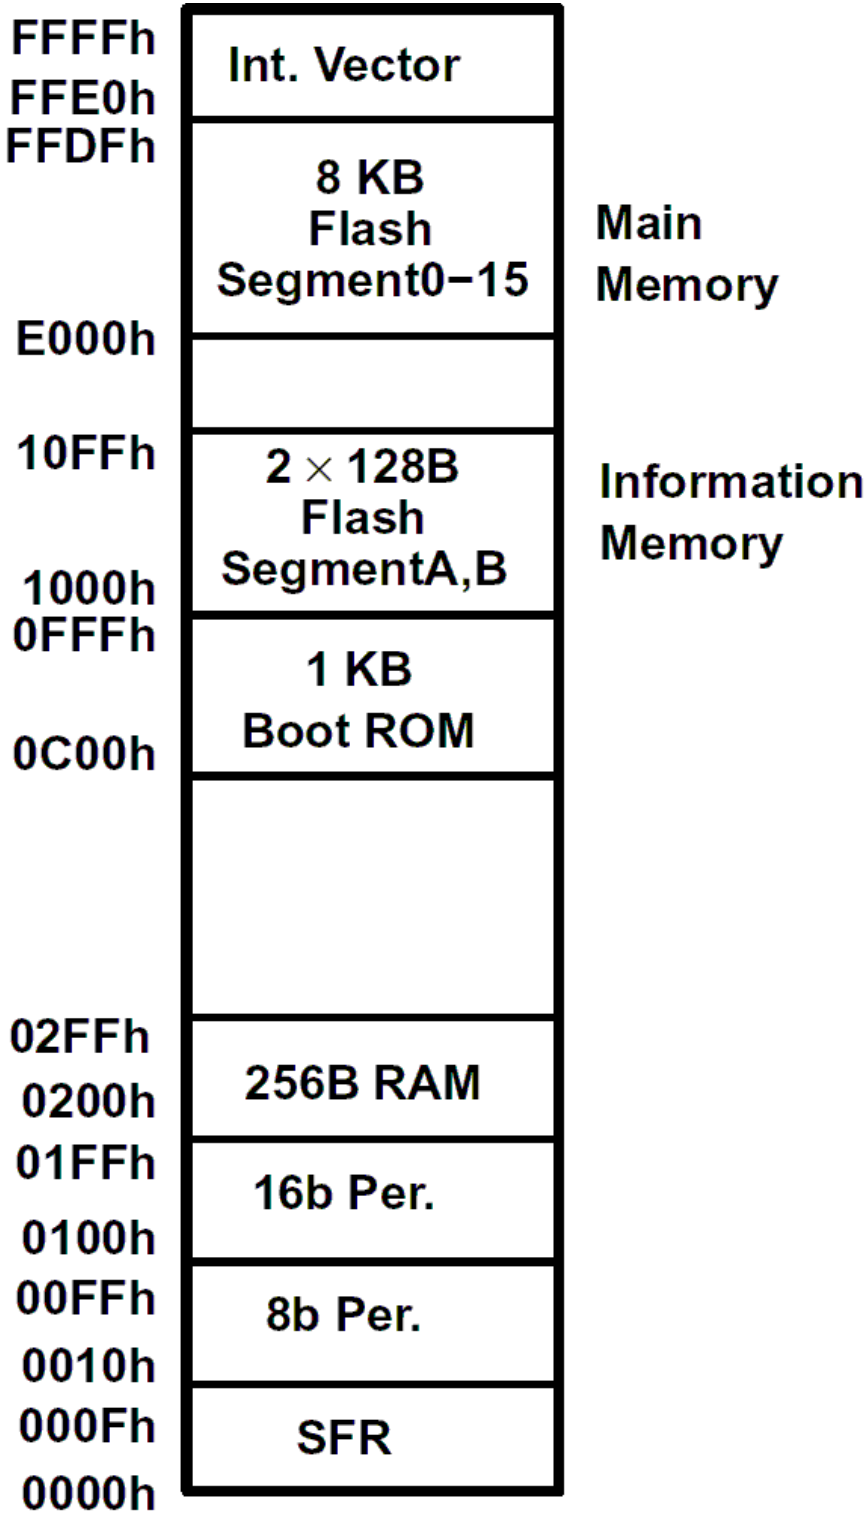 FFFFh
Int. Vector
FFE0h
FFDFh
8 KB
Flash
Segment0−15
Main
Memory
E000h
10FFh
2 × 128B
Flash
SegmentA,B
Information
Memory
1000h
0FFFh
1 KB
Boot ROM
0C00h
02FFh
256B RAM
0200h
01FFh
16b Per.
0100h
00FFh
8b Per.
0010h
000Fh
SFR
0000h